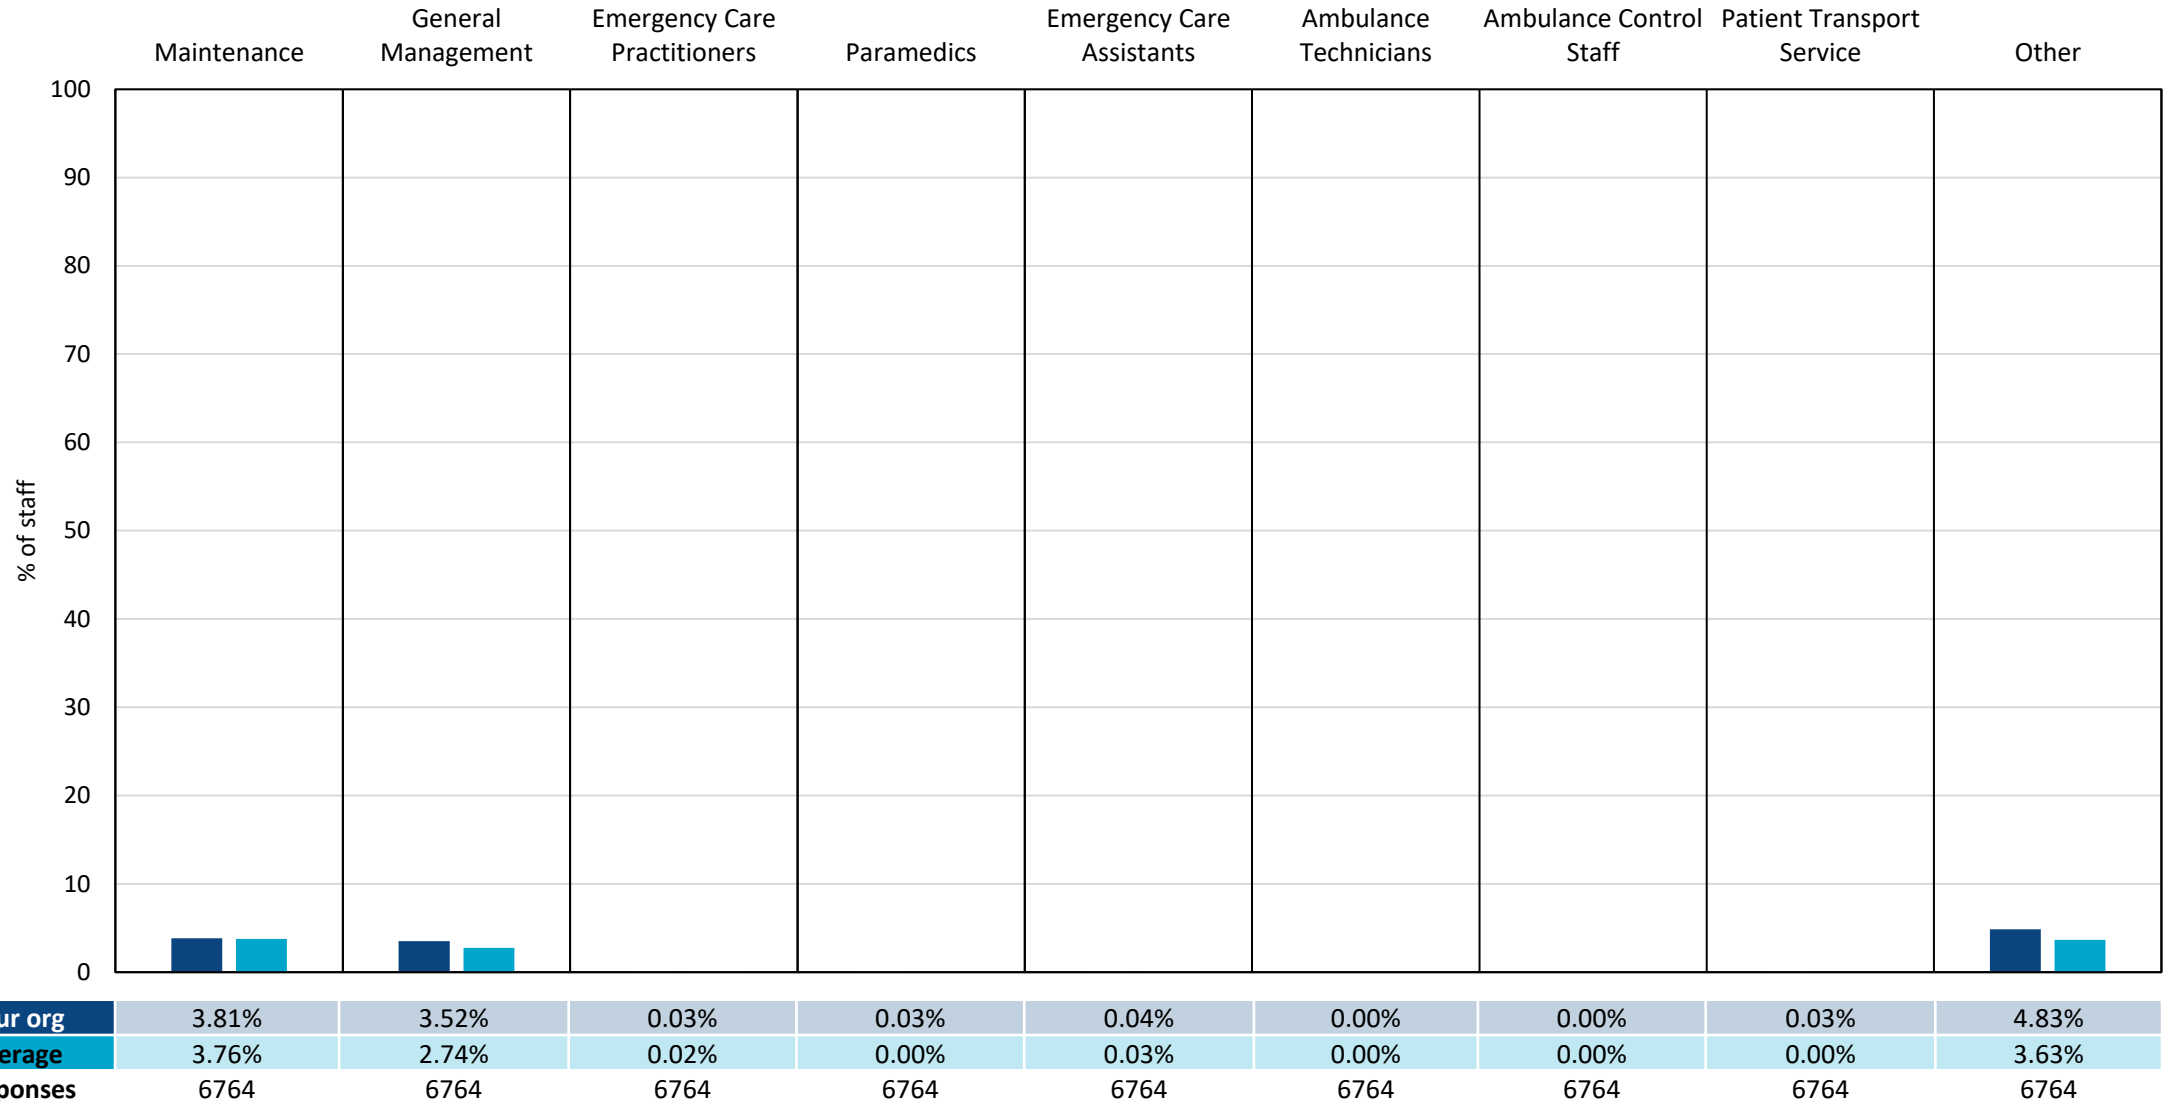 Maintenance
General
Management
Emergency Care
Practitioners
Paramedics
Emergency Care
Assistants
Ambulance
Technicians
Ambulance Control
Staff
Patient Transport
Service
Other
% of staff
100
90
80
70
60
50
40
30
20
10
0
ur org 3.81% 3.52% 0.03% 0.03% 0.04% 0.00% 0.00% 0.03% 4.83%
erage 3.76% 2.74% 0.02% 0.00% 0.03% 0.00% 0.00% 0.00% 3.63%
ponses 6764 6764 6764 6764 6764 6764 6764 6764 6764